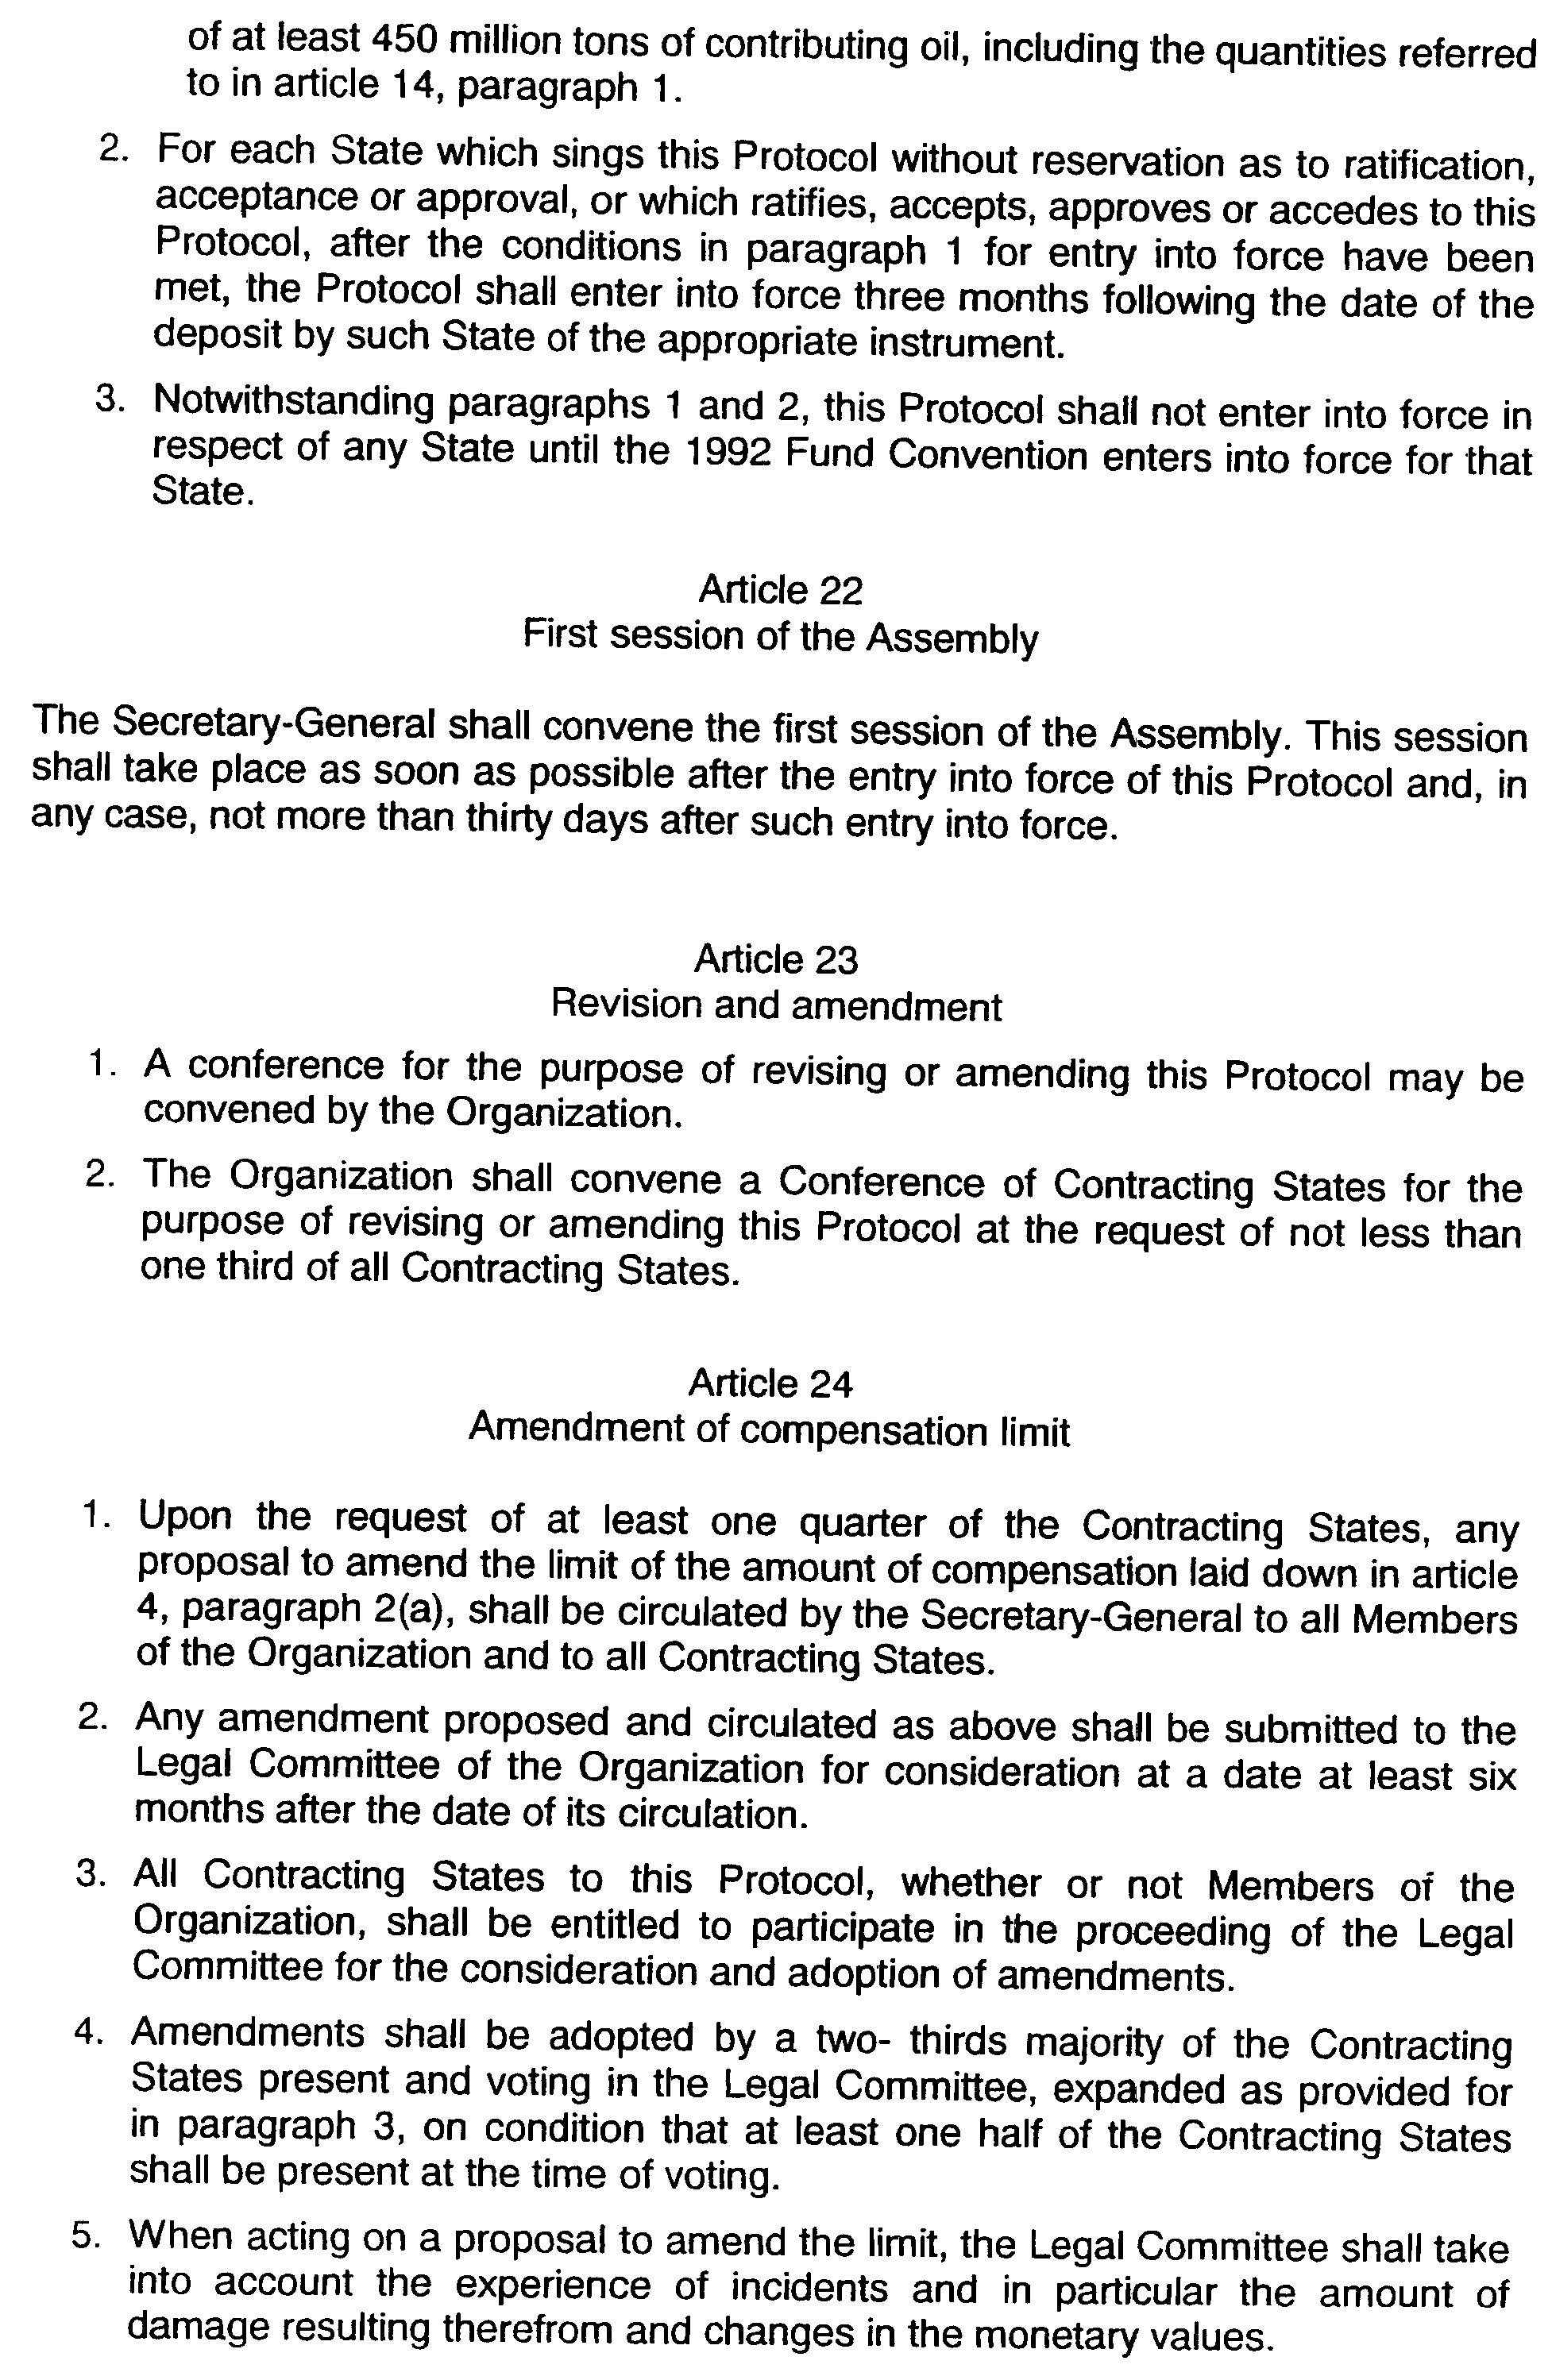 of at least 450 million tons of contributing oil, including the quantities referred
to in article 14, paragraph 1.
2. For each State which sings this Protocol without reservation as to ratification,
acceptance or approval, or which ratifies, accepts, approves or accedes to this
Protocol, after the conditions in paragraph 1 for entry into force have been
met, the Protocol shall enter into force three months following the date of the
deposit by such State of the appropriate instrument.
3. Notwithstanding paragraphs 1 and 2, this Protocol shall not enter into force in
respect of any State until the 1992 Fund Convention enters into force for that
State.
Article 22
First session of the Assembly
The Secretary-General shall convene the first session of the Assembly. This session
shall take place as soon as possible after the entry into force of this Protocol and, in
any case, not more than thirty days after such entry into force.
Article 23
Revision and amendment
1. A conference for the purpose of revising or amending this Protocol may be
convened by the Organization.
2. The Organization shall convene a Conference of Contracting States for the
purpose of revising or amending this Protocol at the request of not less than
one third of all Contracting States.
Article 24
Amendment of compensation limit
1. Upon the request of at least one quarter of the Contracting States, any
proposal to amend the limit of the amount of compensation laid down in article
4, paragraph 2(a), shall be circulated by the Secretary-General to all Members
of the Organization and to all Contracting States.
2. Any amendment proposed and circulated as above shall be submitted to the
Legal Committee of the Organization for consideration at a date at least six
months after the date of its circulation.
3. All Contracting States to this Protocol, whether or not Members of the
Organization, shall be entitled to participate in the proceeding of the Legal
Committee for the consideration and adoption of amendments.
4. Amendments shall be adopted by a two- thirds majority of the Contracting
States present and voting in the Legal Committee, expanded as provided for
in paragraph 3, on condition that at least one half of the Contracting States
shall be present at the time of voting.
5. When acting on a proposal to amend the limit, the Legal Committee shall take
into account the experience of incidents and in particular the amount of
damage resulting therefrom and changes in the monetary values.